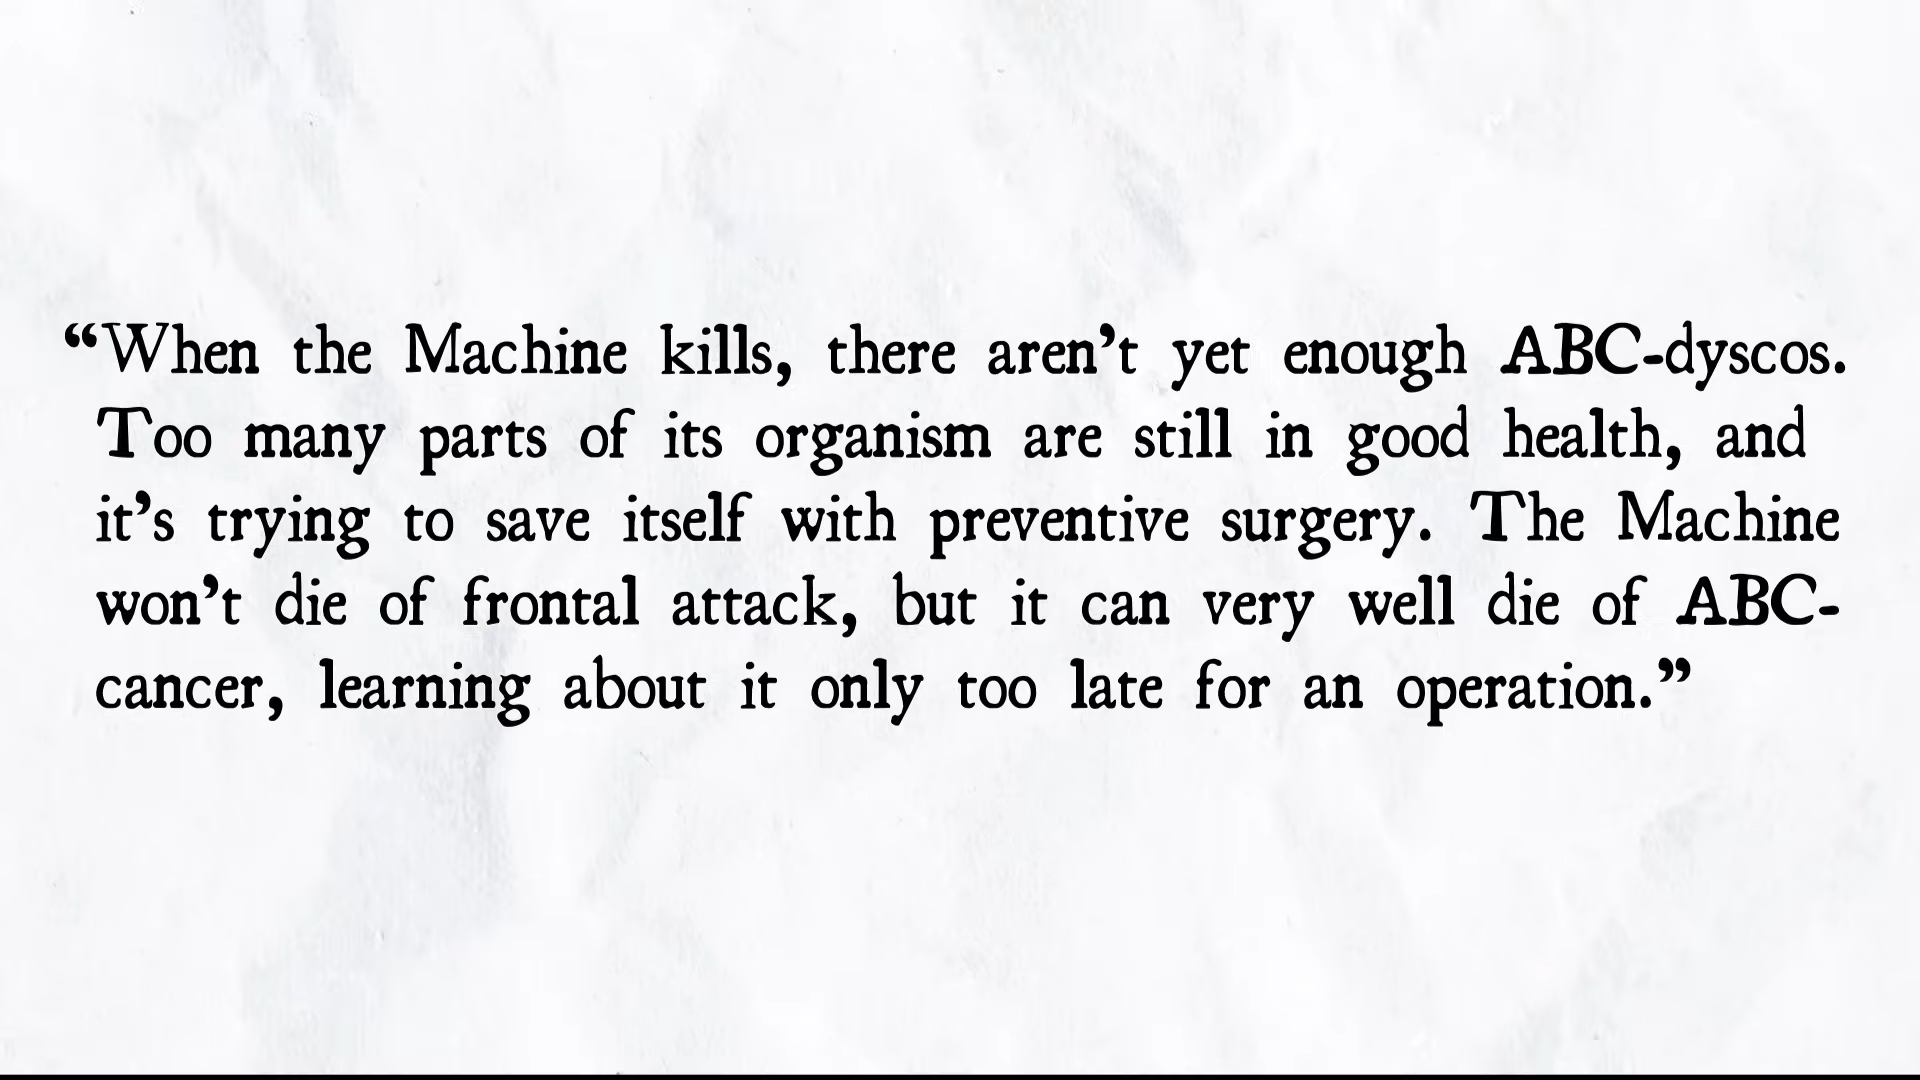 “When the Machine kills, there aren’t yet enough ABC-dyscos.
Too many parts of its organism are still in good health, and
it’s trying to save itself with preventive surgery. The Machine
won’t die of frontal attack, but it can very well die of ABC-
cancer, learning about it only too late for an operation.”